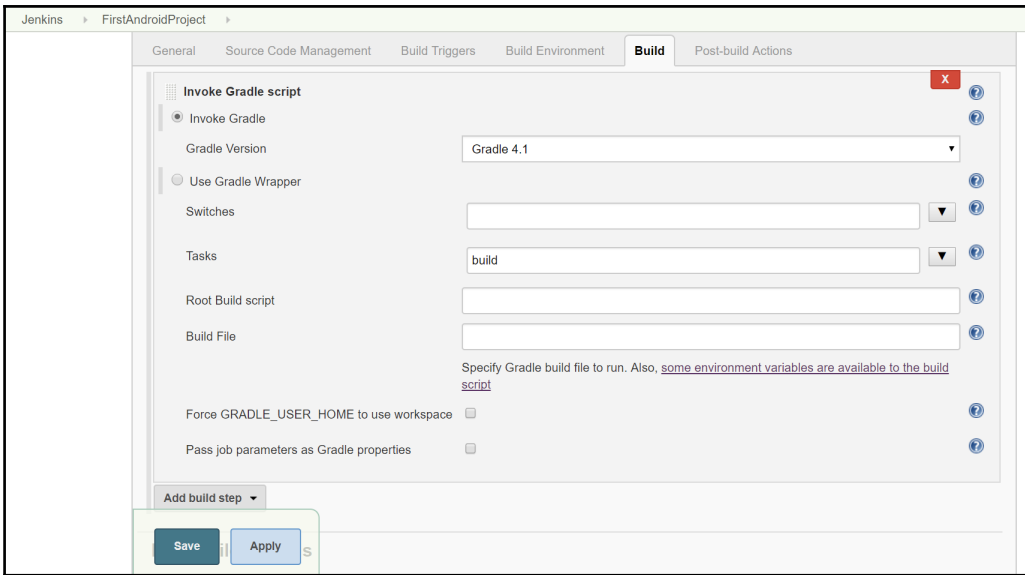 Jenkins FirstAndroidProject
General Source Code Management Build Triggers Build Environment Build Post-build Actions
X
Invoke Gradle script
Invoke Gradle
Gradle Version Gradle 4.1
Use Gradle Wrapper
Switches
Tasks build
Root Build script
Build File
Specify Gradle build file to run. Also, some environment variables are available to the build
script
Force GRADLE_USER_HOME to use workspace
Pass job parameters as Gradle properties
Add build step
Save Apply